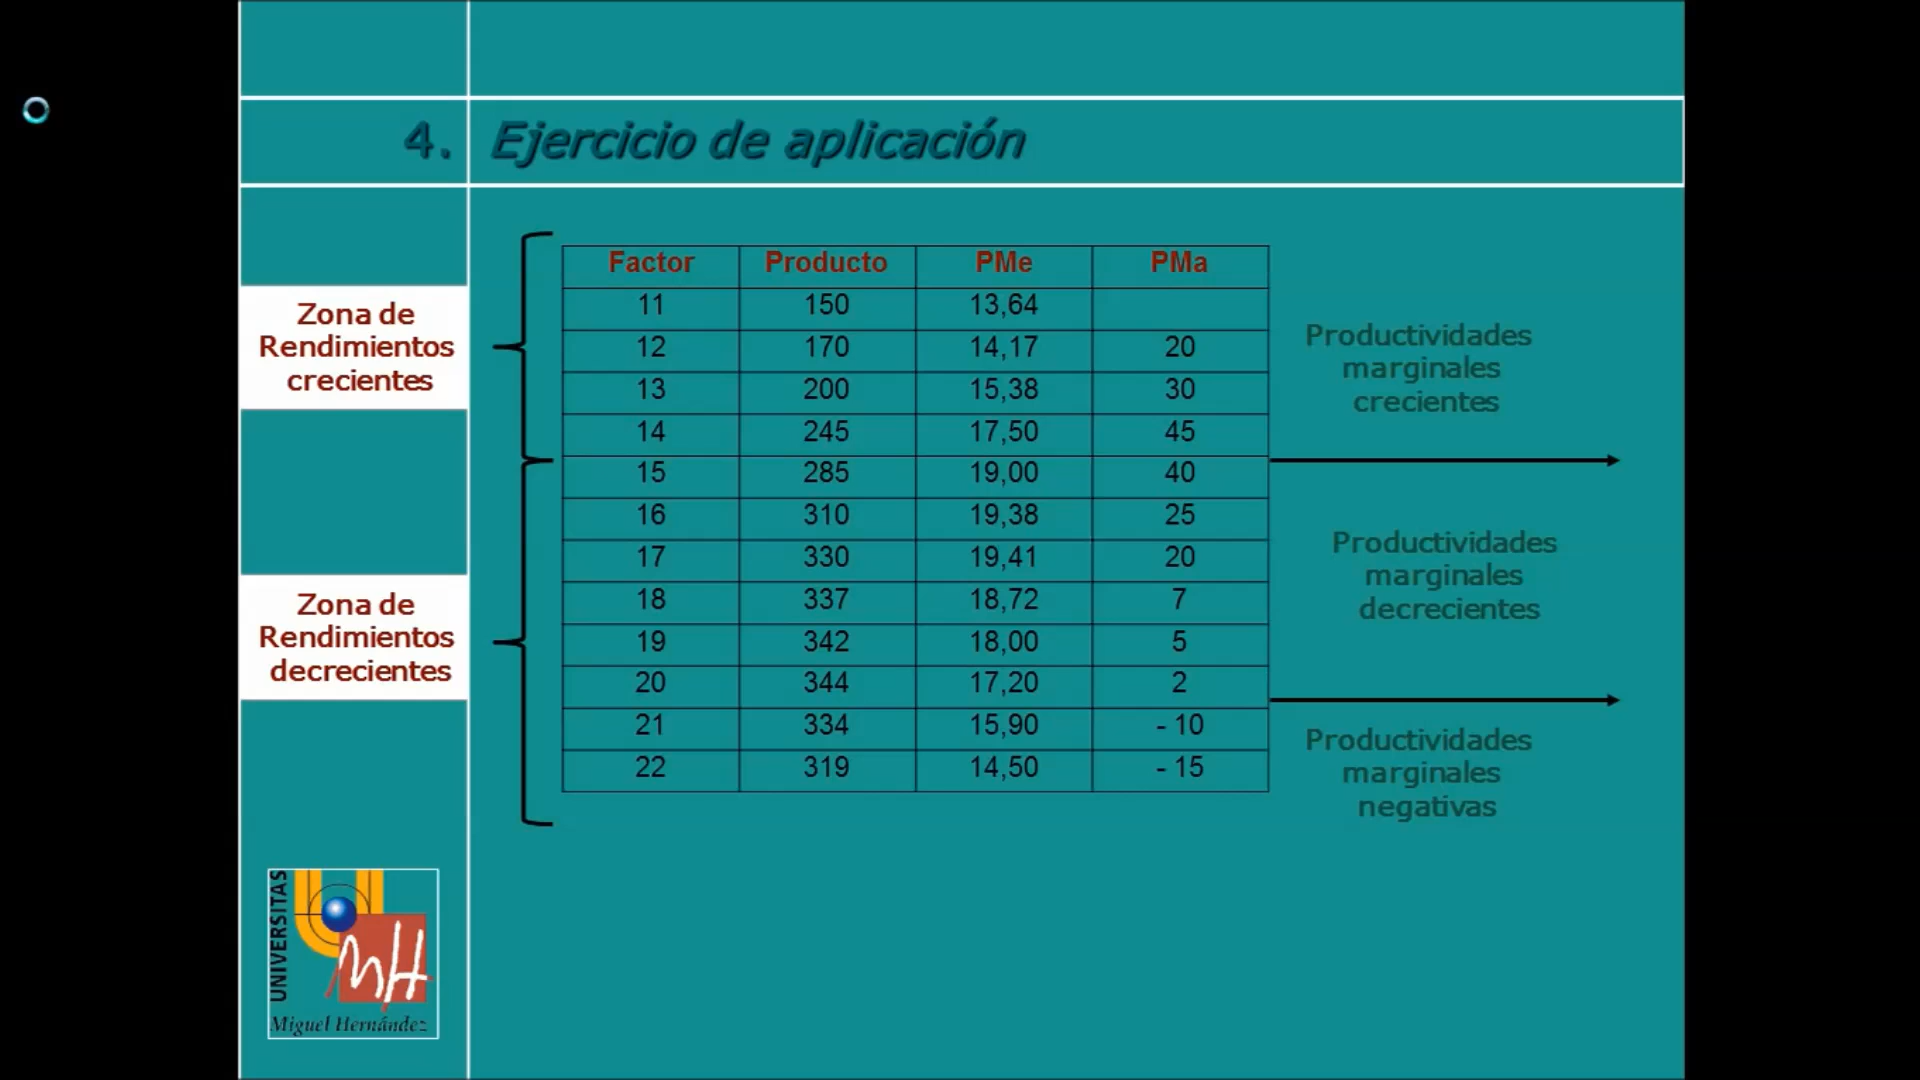 4. Ejercicio de aplicación
Zona de
Rendimientos
crecientes
Zona de
Rendimientos
decrecientes
Factor Producto PMe PMa
11 150 13,64
12 170 14,17 20
13 200 15,38 30
14 245 17,50 45
15 285 19,00 40
16 310 19,38 25
17 330 19,41 20
18 337 18,72 7
19 342 18,00 5
20 344 17,20 2
21 334 15,90 - 10
22 319 14,50 - 15
Productividades
marginales
crecientes
Productividades
marginales
decrecientes
Productividades
marginales
negativas
UNIVERSITAS
MH
Miguel Hernández